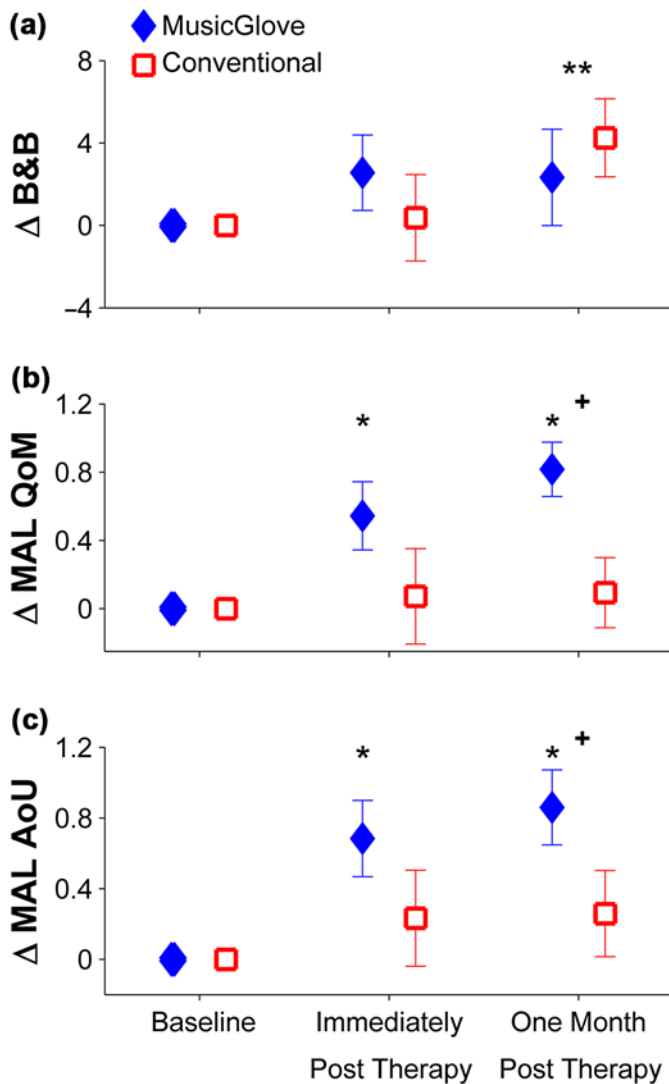 (a)
MusicGlove
Conventional
8
**
4
0
−4
Δ B&B
(b)
1.2
* * +
0.8
0.4
0
Δ MAL QoM
(c)
1.2
* * +
0.8
0.4
0
Δ MAL AoU
Baseline Immediately One Month
Post Therapy Post Therapy